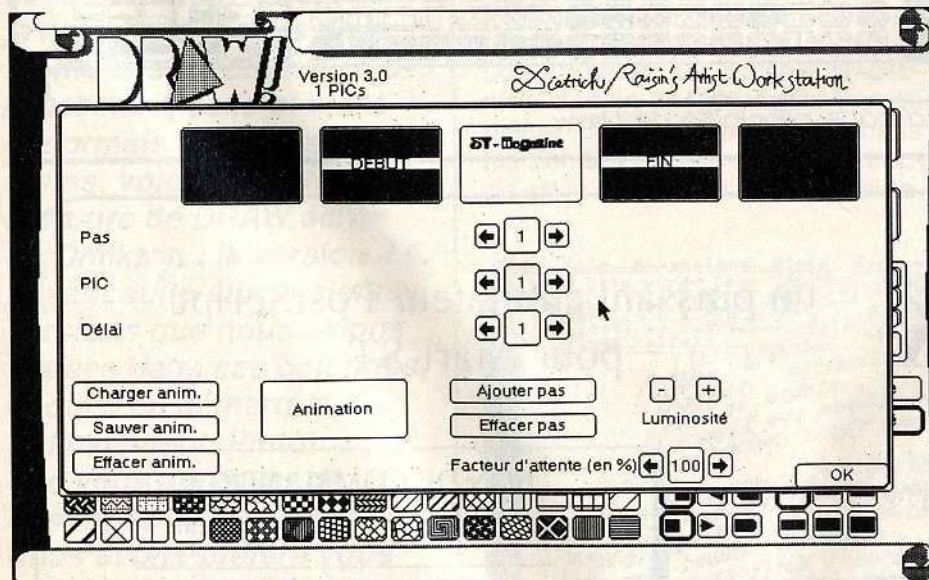 DRAW!!
Version 3.0
1 PICs
Dietrich/Raisin's Artist Workstation
DEBUT
ST-Magazine
FIN
Pas
1
PIC
1
Délai
1
Charger anim.
Animation
Ajouter pas
- +
Sauver anim.
Effacer pas
Luminosité
Effacer anim.
Facteur d'attente (en %) 100
OK